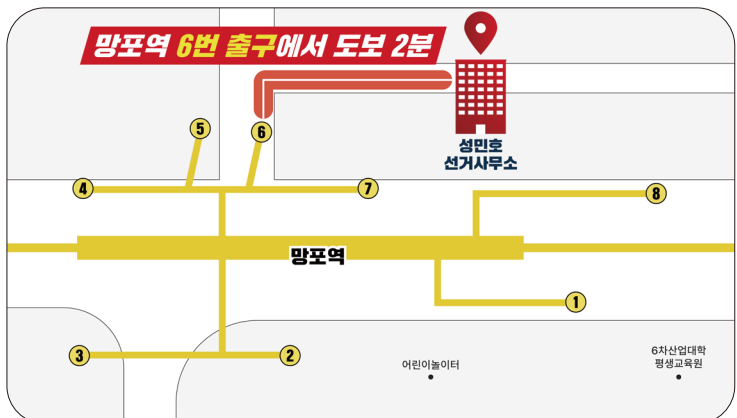 망포역 6번 출구에서 도보 2분
성민호
선거사무소
5
6
4
7
8
망포역
1
3
2
어린이놀이터
6차산업대학
평생교육원